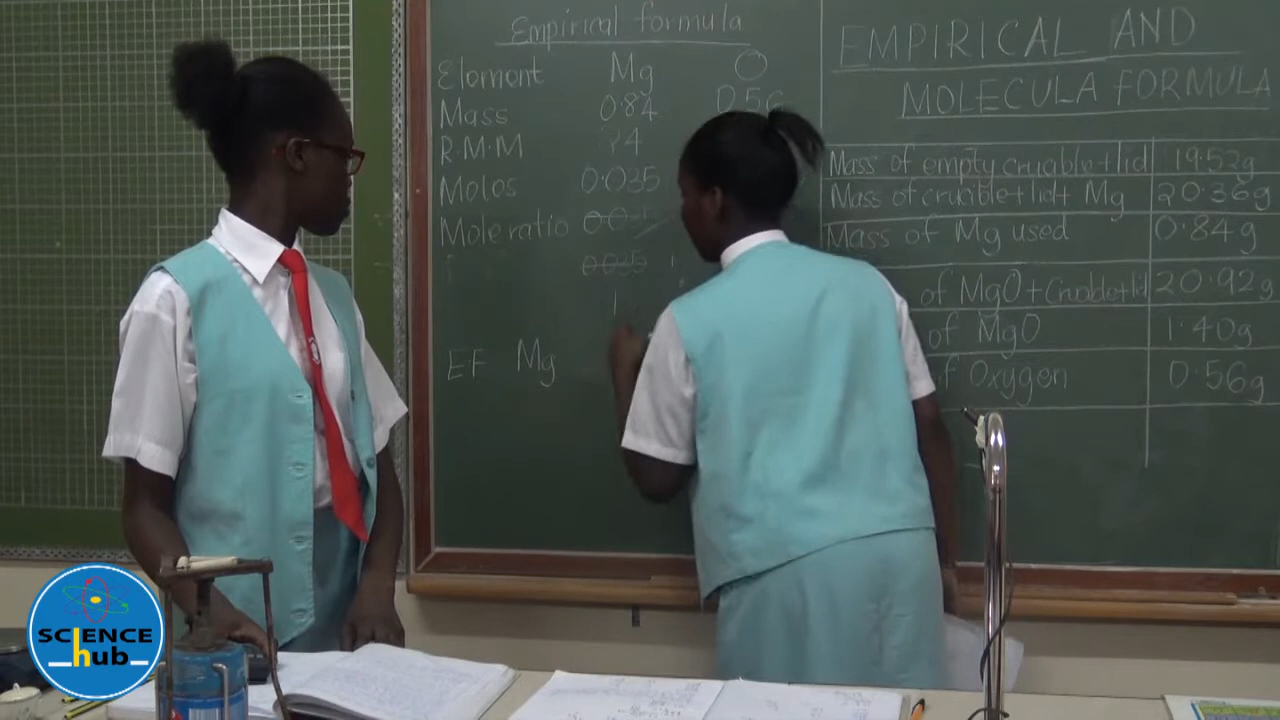 Empirical formula
Element Mg O
Mass 0.84 0.56
R.M.M 24
Moles 0.035
Mole ratio 0.035
0.035
1
EF Mg
EMPIRICAL AND
MOLECULA FORMULA
Mass of empty crucible+lid 19.52g
Mass of crucible+lid+ Mg 20.36g
Mass of Mg used 0.84g
of MgO+Crucible+lid 20.92g
of MgO 1.40g
of Oxygen 0.56g
SCIENCE
hub